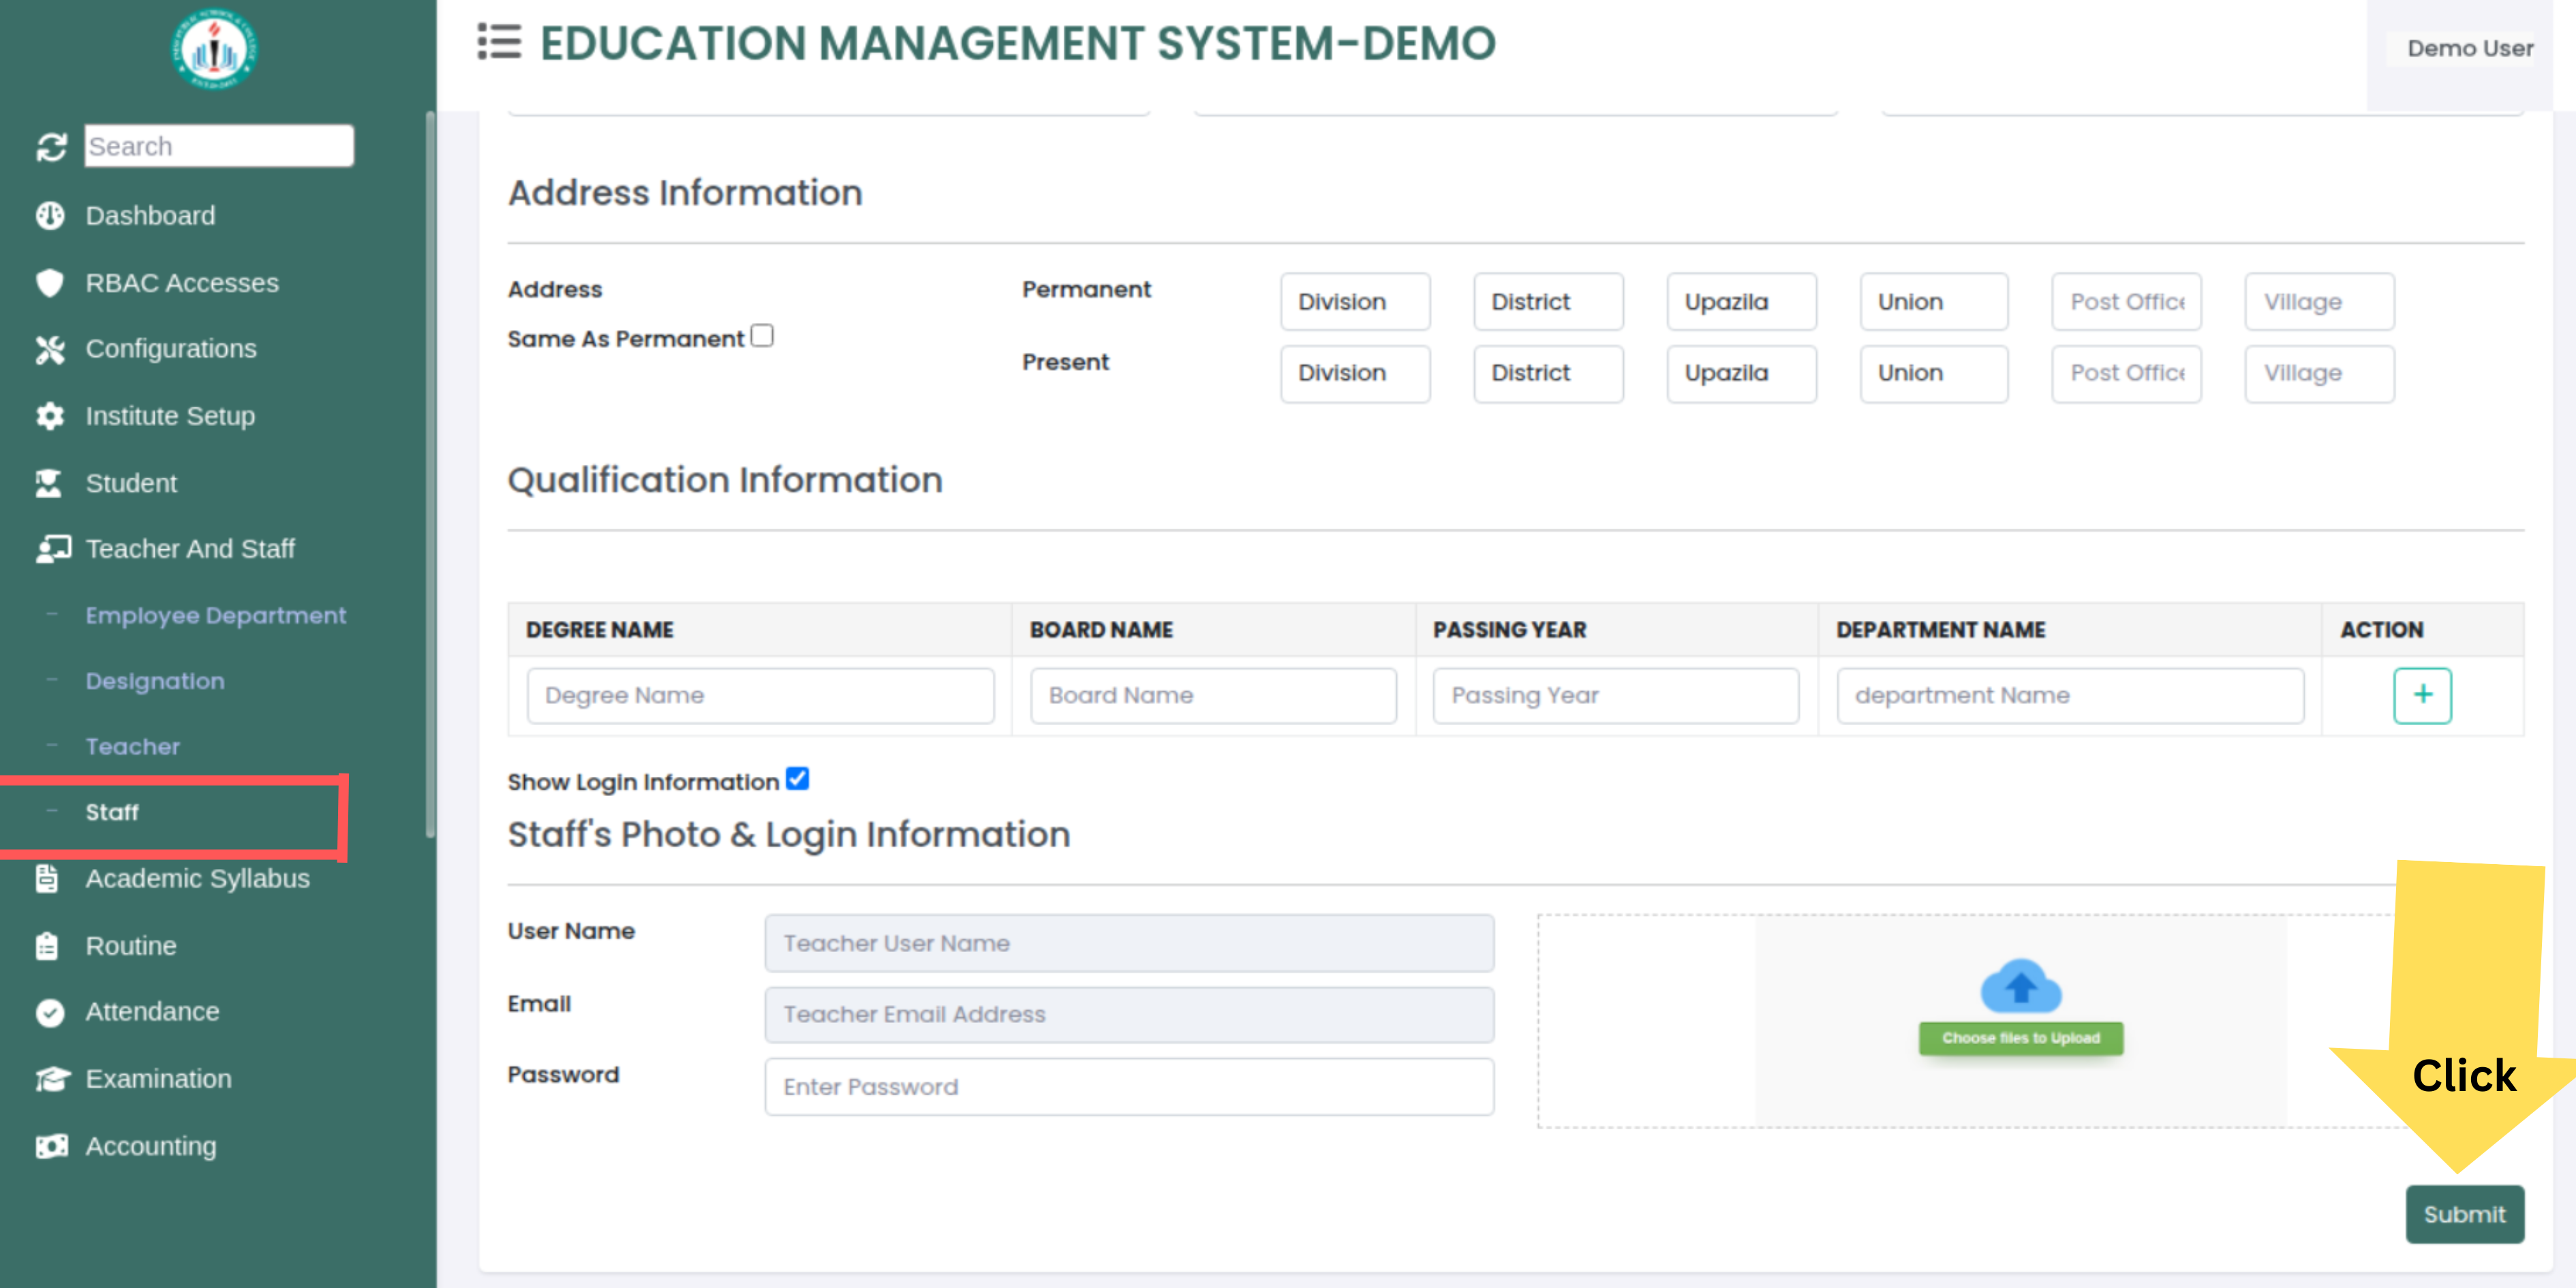 EDUCATION MANAGEMENT SYSTEM-DEMO
Demo User
Search
Dashboard
RBAC Accesses
Configurations
Institute Setup
Student
Teacher And Staff
Employee Department
Designation
Teacher
Staff
Academic Syllabus
Routine
Attendance
Examination
Accounting
Address Information
Address
Same As Permanent
Permanent
Division District Upazila Union Post Office Village
Present
Division District Upazila Union Post Office Village
Qualification Information
DEGREE NAME BOARD NAME PASSING YEAR DEPARTMENT NAME ACTION
Degree Name Board Name Passing Year department Name +
Show Login Information
Staff's Photo & Login Information
User Name Teacher User Name
Email Teacher Email Address
Password Enter Password
Choose files to Upload
Click
Submit